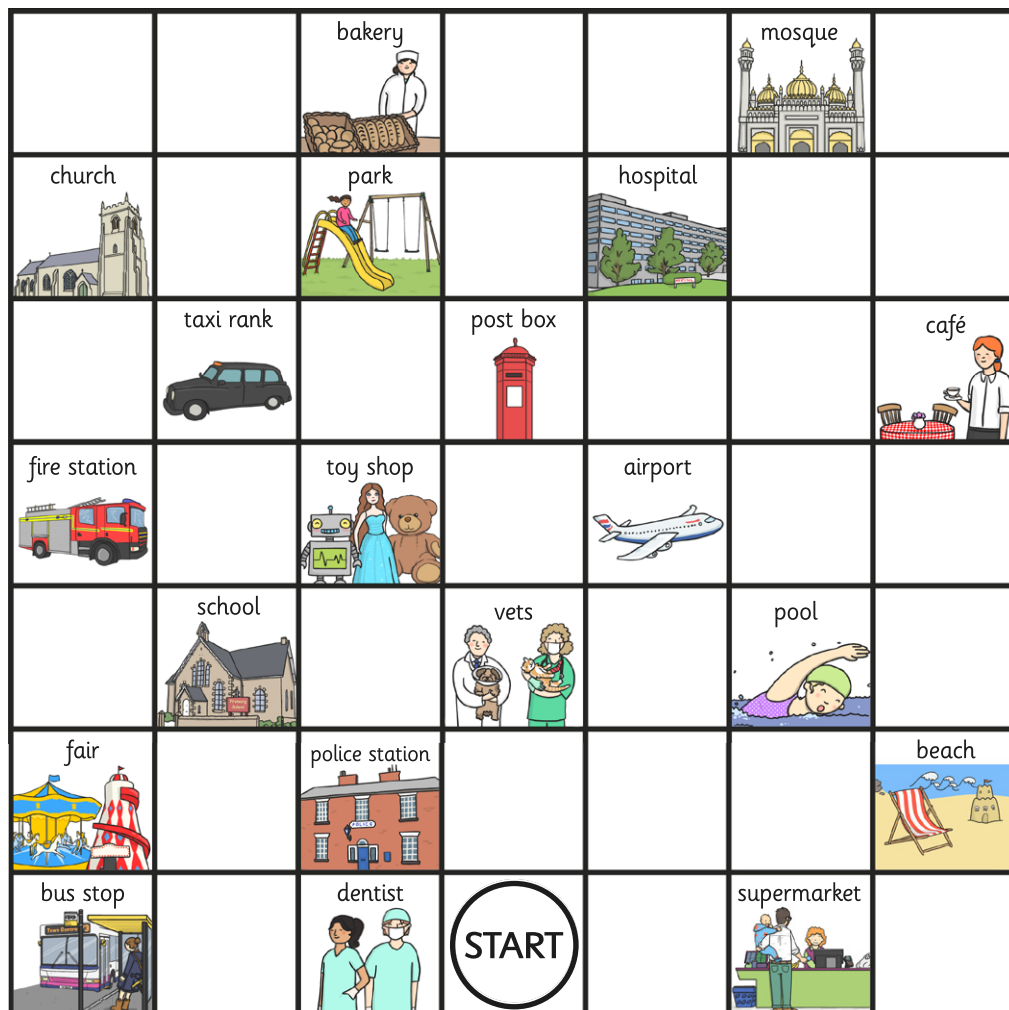 bakery
mosque
church
park
hospital
taxi rank
post box
café
fire station
toy shop
airport
school
vets
pool
fair
police station
POLICE
beach
bus stop
dentist
START
supermarket